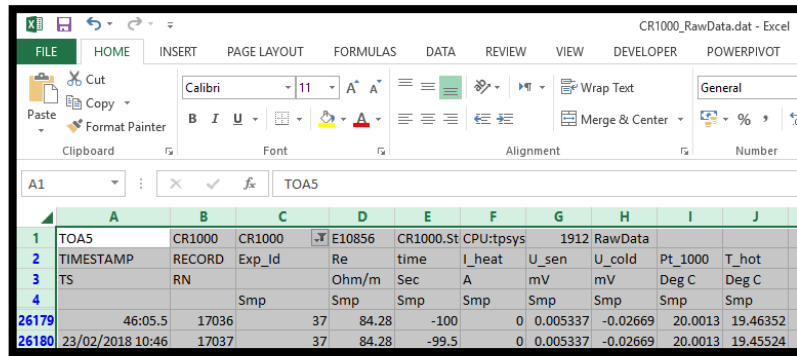 CR1000_RawData.dat - Excel
FILE HOME INSERT PAGE LAYOUT FORMULAS DATA REVIEW VIEW DEVELOPER POWERPIVOT
Paste
Cut
Copy
Format Painter
Clipboard
Calibri 11
B I U
Font
Wrap Text
Merge & Center
Alignment
General
%
Number
A1 fx TOA5
A B C D E F G H I J
1 TOA5 CR1000 CR1000 E10856 CR1000.St CPU:tpsys 1912 RawData
2 TIMESTAMP RECORD Exp_Id Re time I_heat U_sen U_cold Pt_1000 T_hot
3 TS RN Ohm/m Sec A mV mV Deg C Deg C
4 Smp Smp Smp Smp Smp Smp Smp Smp
26179 46:05.5 17036 37 84.28 -100 0 0.005337 -0.02669 20.0013 19.46352
26180 23/02/2018 10:46 17037 37 84.28 -99.5 0 0.005337 -0.02669 20.0013 19.45524